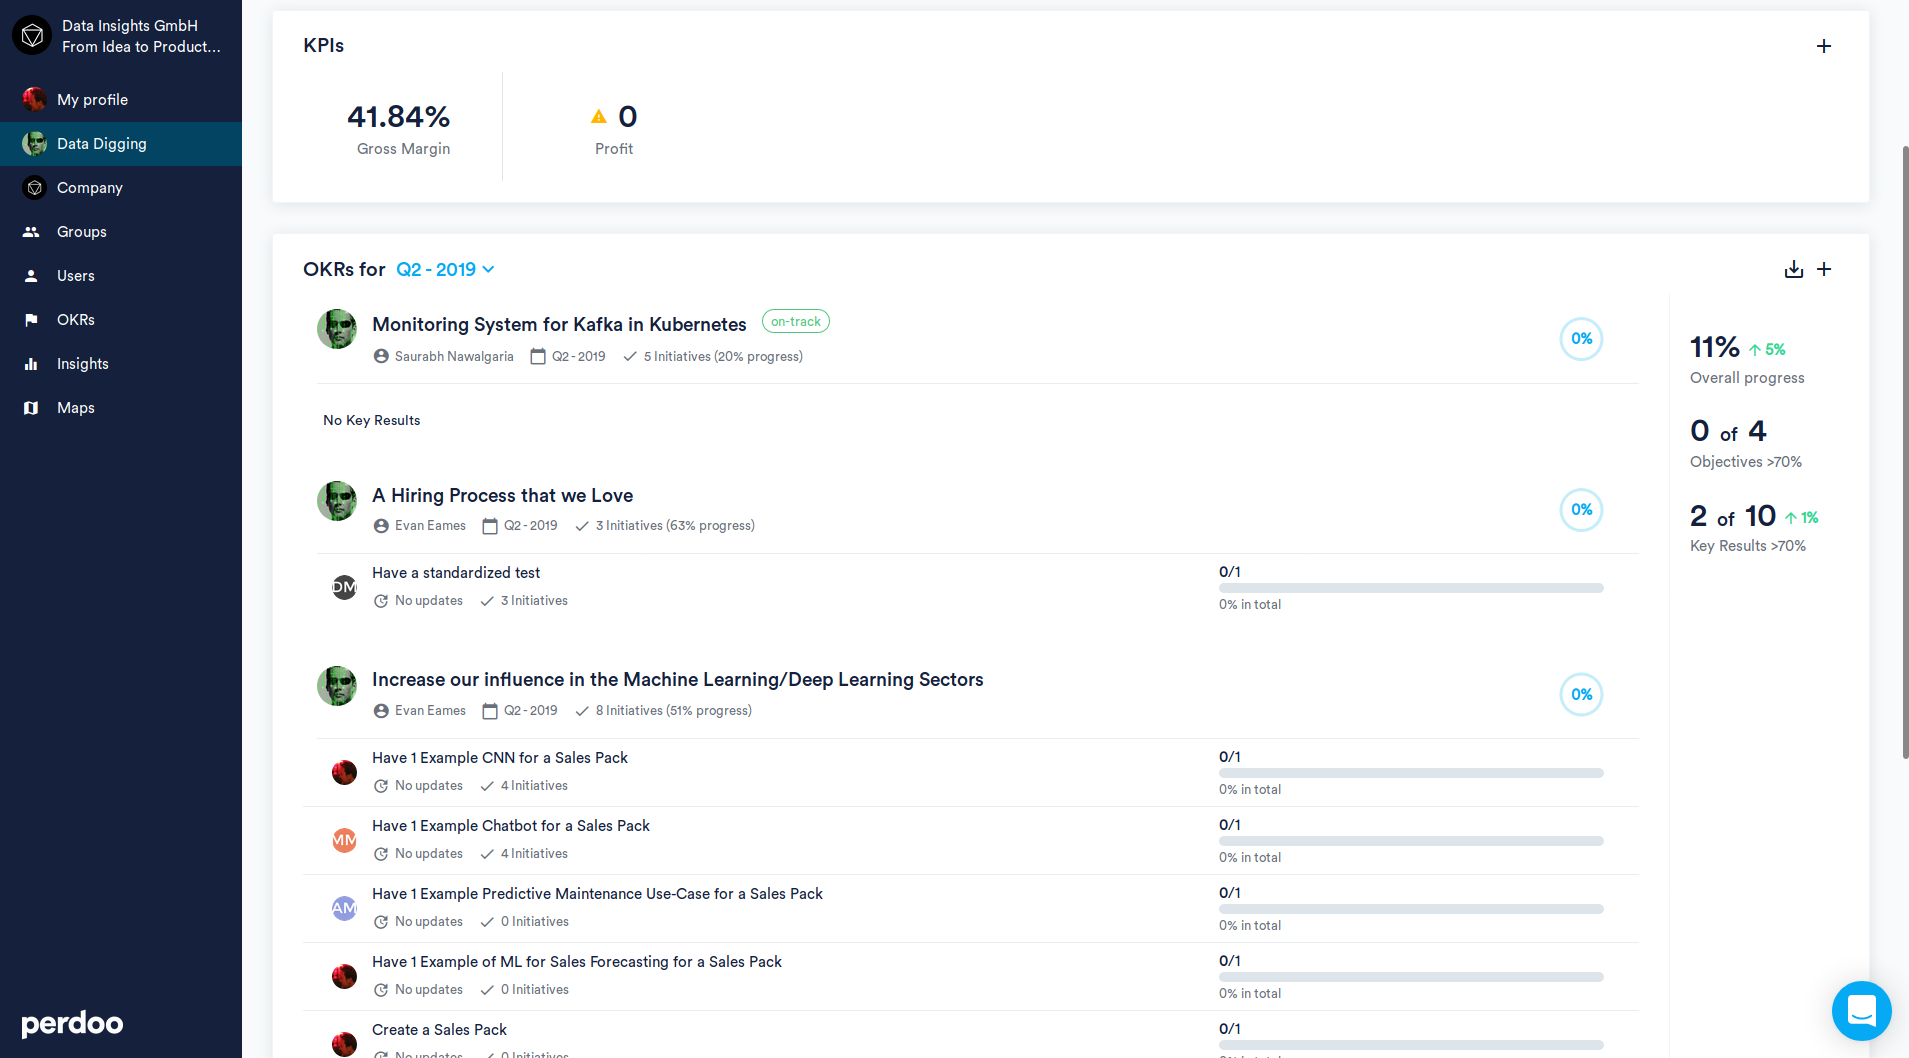 Data Insights GmbH
From Idea to Product...
My profile
Data Digging
Company
Groups
Users
OKRs
Insights
Maps
perdoo
KPIs
41.84%
Gross Margin
0
Profit
OKRs for Q2 - 2019
Monitoring System for Kafka in Kubernetes on-track
Saurabh Nawalgaria Q2 - 2019 5 Initiatives (20% progress)
0%
No Key Results
A Hiring Process that we Love
Evan Eames Q2 - 2019 3 Initiatives (63% progress)
0%
Have a standardized test
DM
No updates 3 Initiatives
0/1
0% in total
Increase our influence in the Machine Learning/Deep Learning Sectors
Evan Eames Q2 - 2019 8 Initiatives (51% progress)
0%
Have 1 Example CNN for a Sales Pack
No updates 4 Initiatives
0/1
0% in total
Have 1 Example Chatbot for a Sales Pack
MM
No updates 4 Initiatives
0/1
0% in total
Have 1 Example Predictive Maintenance Use-Case for a Sales Pack
AM
No updates 0 Initiatives
0/1
0% in total
Have 1 Example of ML for Sales Forecasting for a Sales Pack
No updates 0 Initiatives
0/1
0% in total
Create a Sales Pack
No updates 0 Initiatives
0/1
11% 5%
Overall progress
0 of 4
Objectives >70%
2 of 10 1%
Key Results >70%